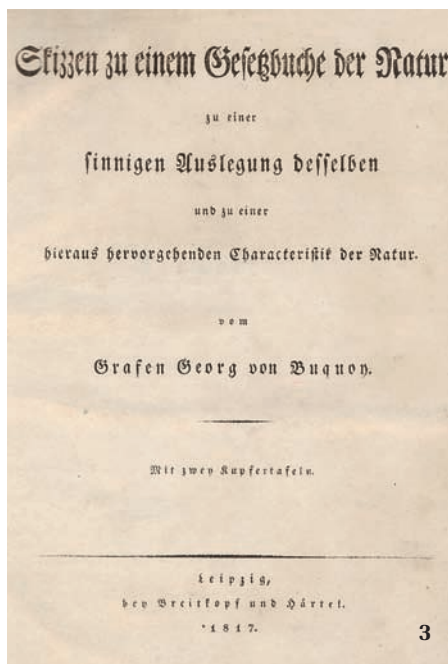 Skizzen zu einem Gesetzbuche der Natur
zu einer
sinnigen Auslegung desselben
und zu einer
hieraus hervorgehenden Characteristik der Natur.
vom
Grafen Georg von Buquoy.
Mit zwey Kupfertafeln.
Leipzig,
bey Breitkopf und Härtel.
1817.
3